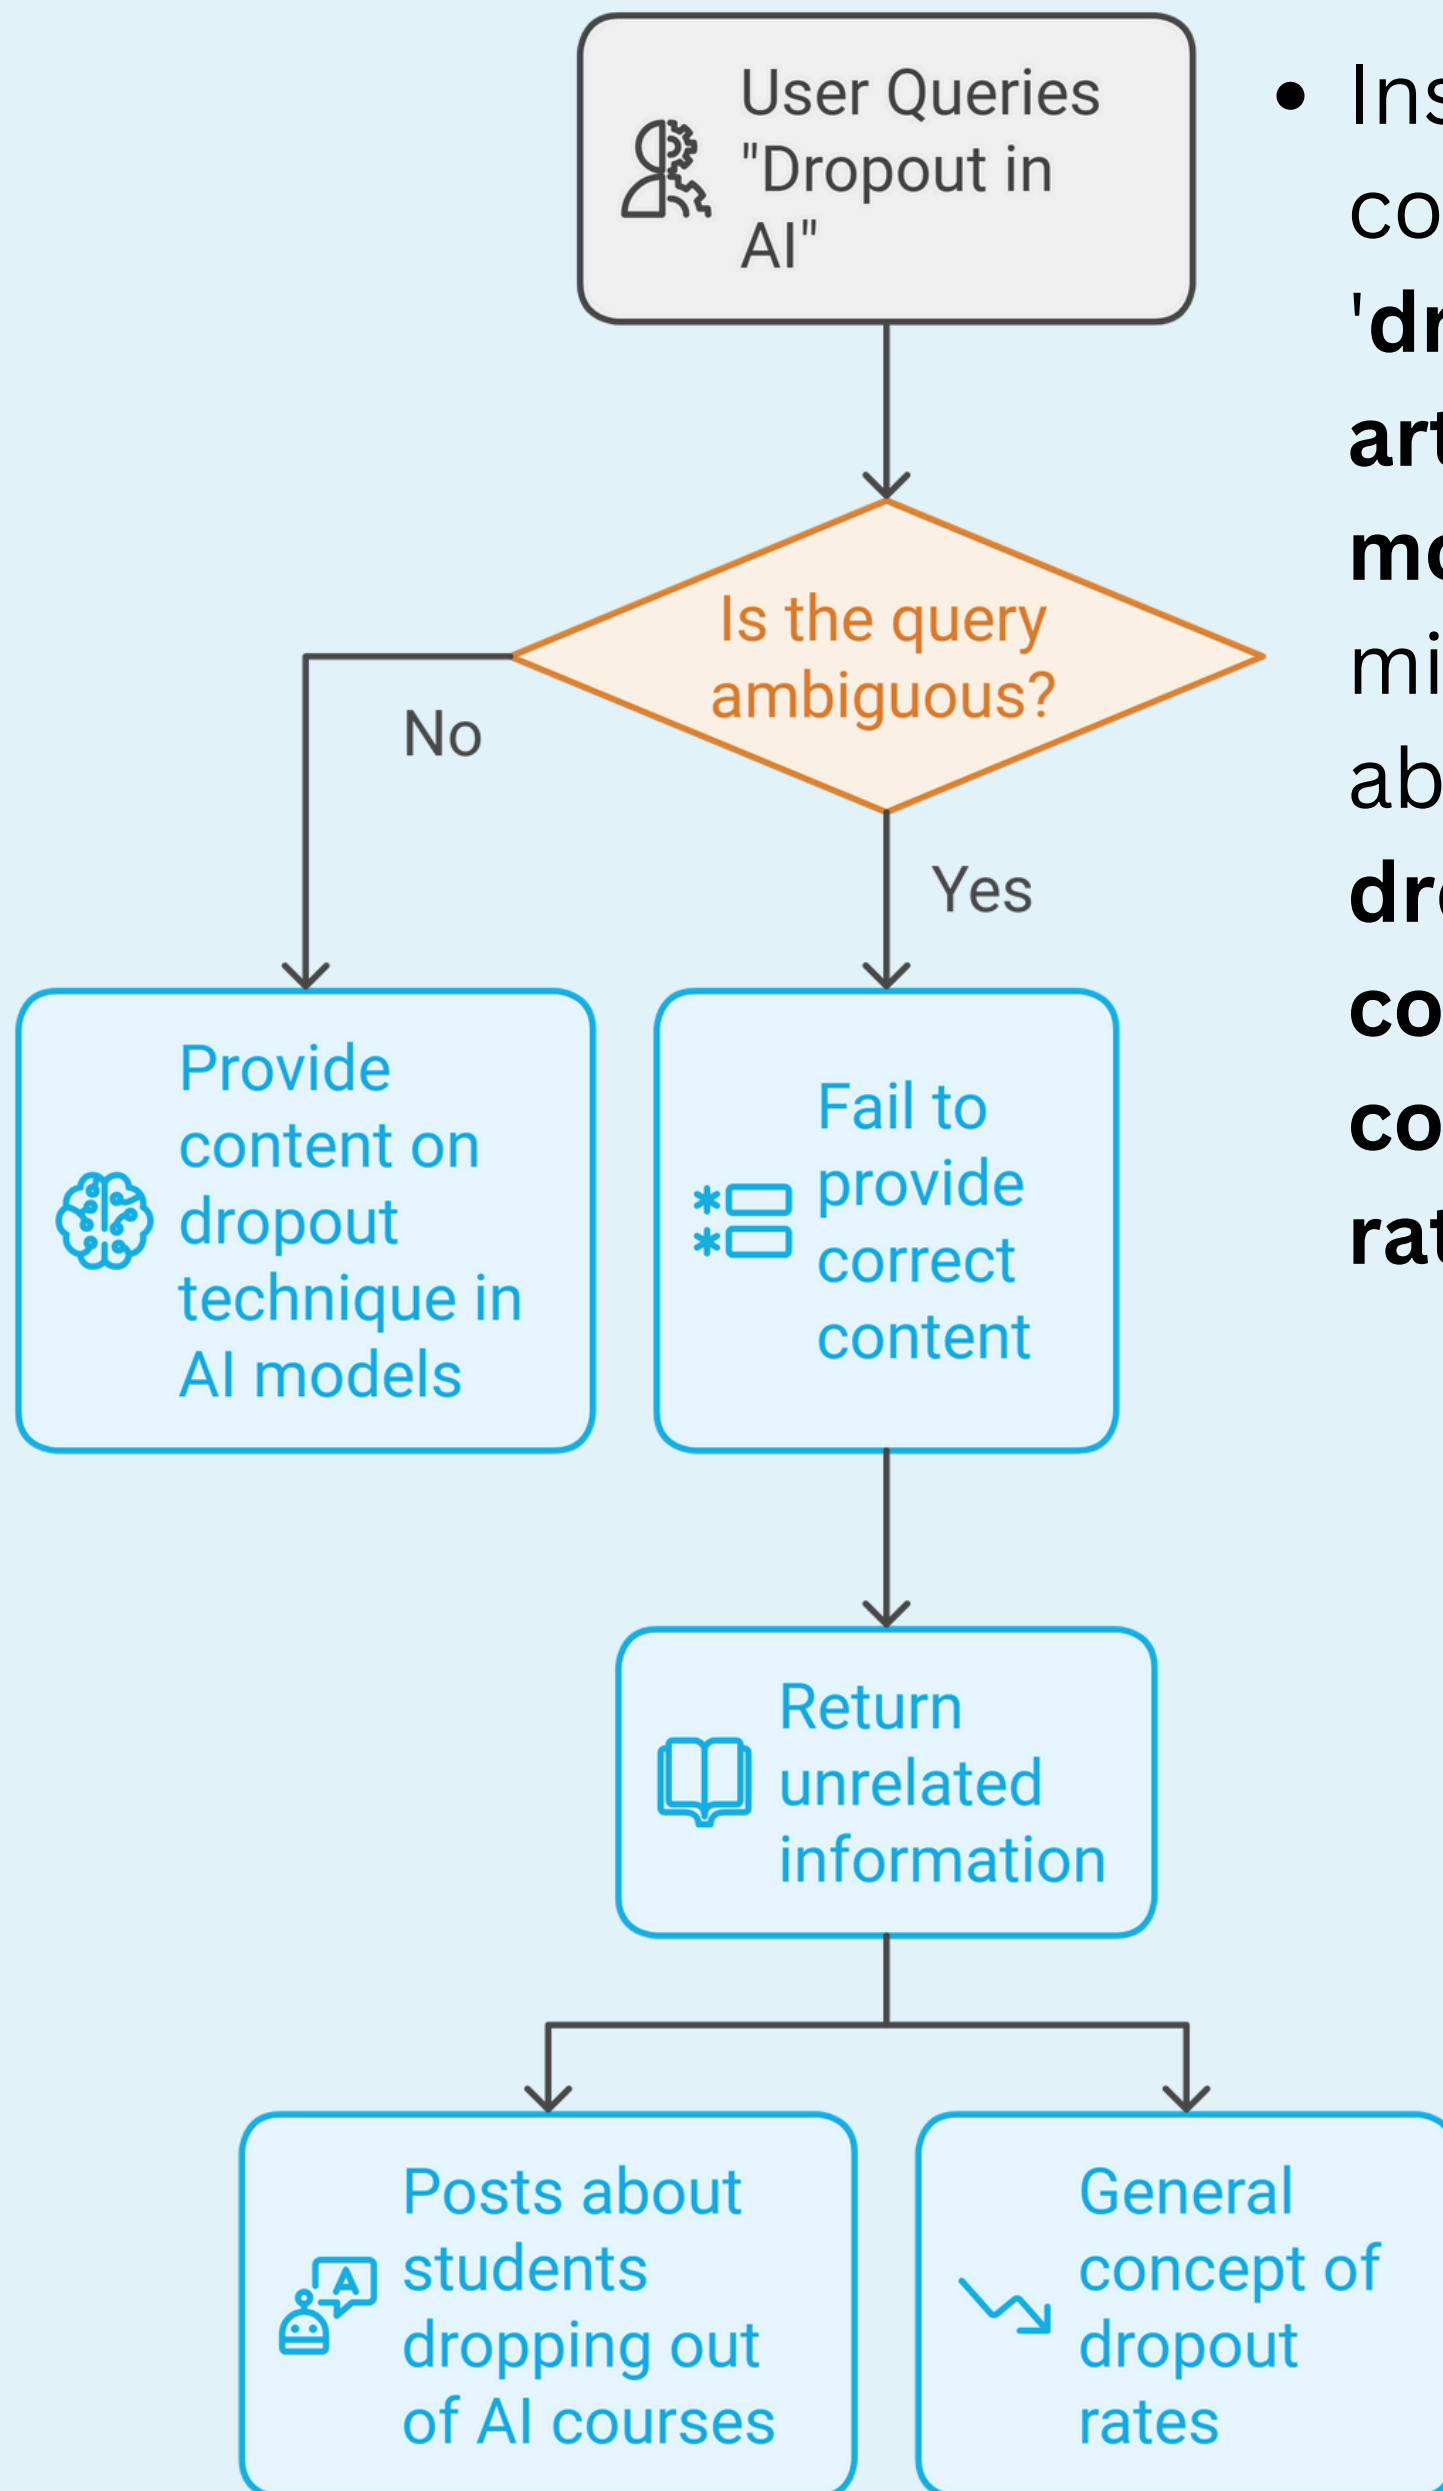 User Queries
"Dropout in
AI"
Is the query
ambiguous?
No
Yes
Provide
content on
dropout
technique in
AI models
Fail to
provide
correct
content
Return
unrelated
information
Posts about
students
dropping out
of AI courses
General
concept of
dropout
rates